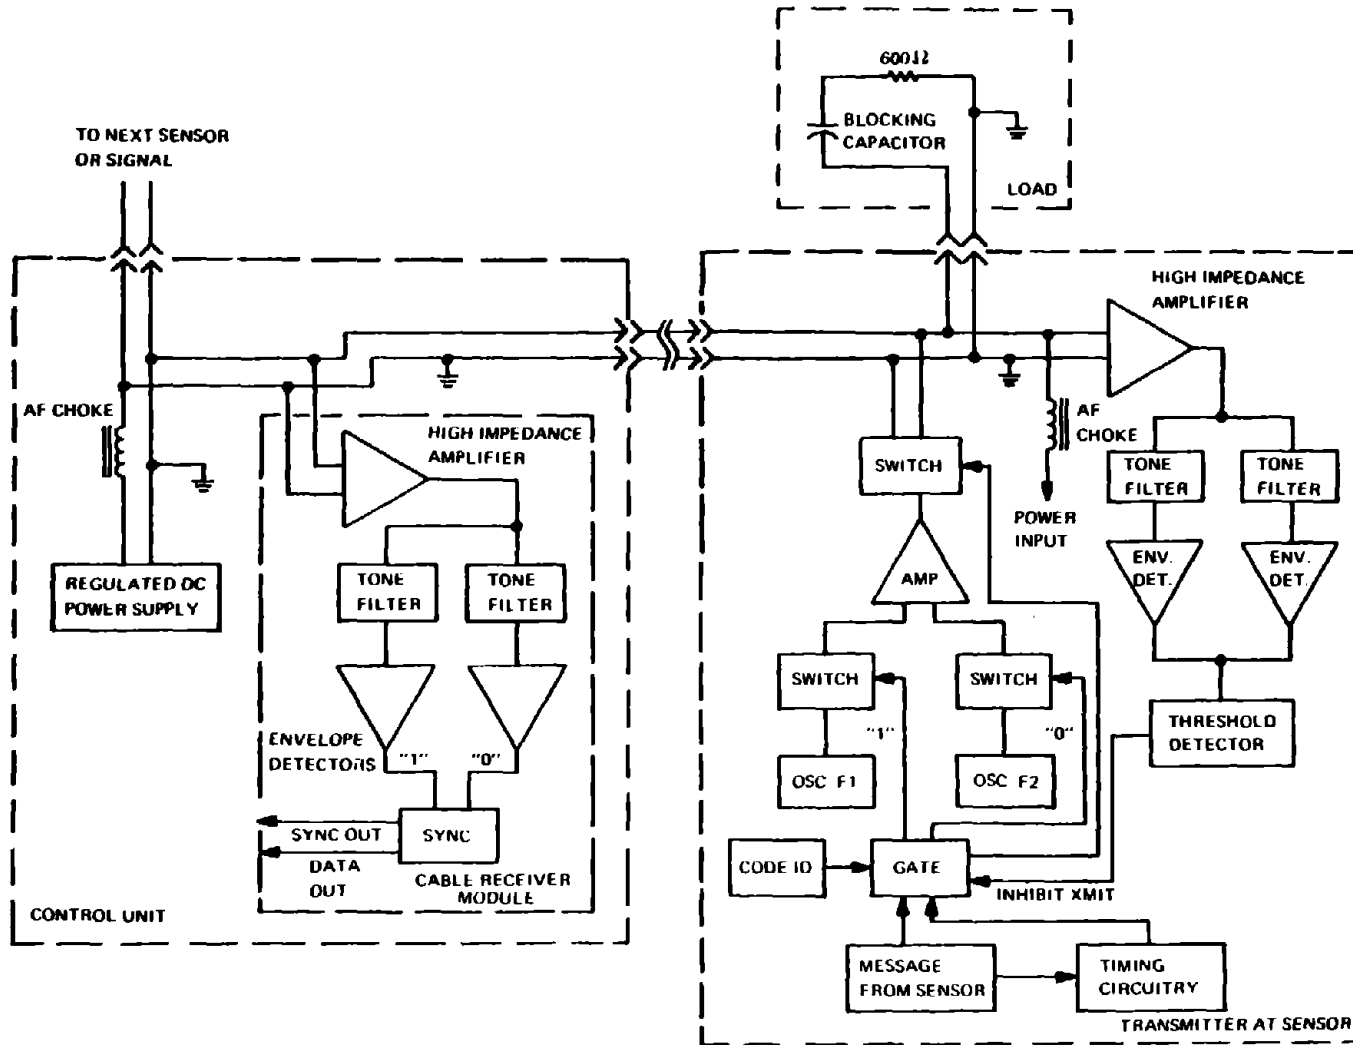 600Ω
BLOCKING
CAPACITOR
LOAD
TO NEXT SENSOR
OR SIGNAL
HIGH IMPEDANCE
AMPLIFIER
AF CHOKE
HIGH IMPEDANCE
AMPLIFIER
AF
CHOKE
SWITCH
TONE
FILTER
TONE
FILTER
POWER
INPUT
REGULATED DC
POWER SUPPLY
TONE
FILTER
TONE
FILTER
AMP
ENV.
DET.
ENV.
DET.
SWITCH
SWITCH
"1"
"0"
THRESHOLD
DETECTOR
ENVELOPE
DETECTORS
"1"
"0"
OSC F1
OSC F2
SYNC OUT
SYNC
DATA
OUT
CABLE RECEIVER
MODULE
CODE ID
GATE
INHIBIT XMIT
CONTROL UNIT
MESSAGE
FROM SENSOR
TIMING
CIRCUITRY
TRANSMITTER AT SENSOR